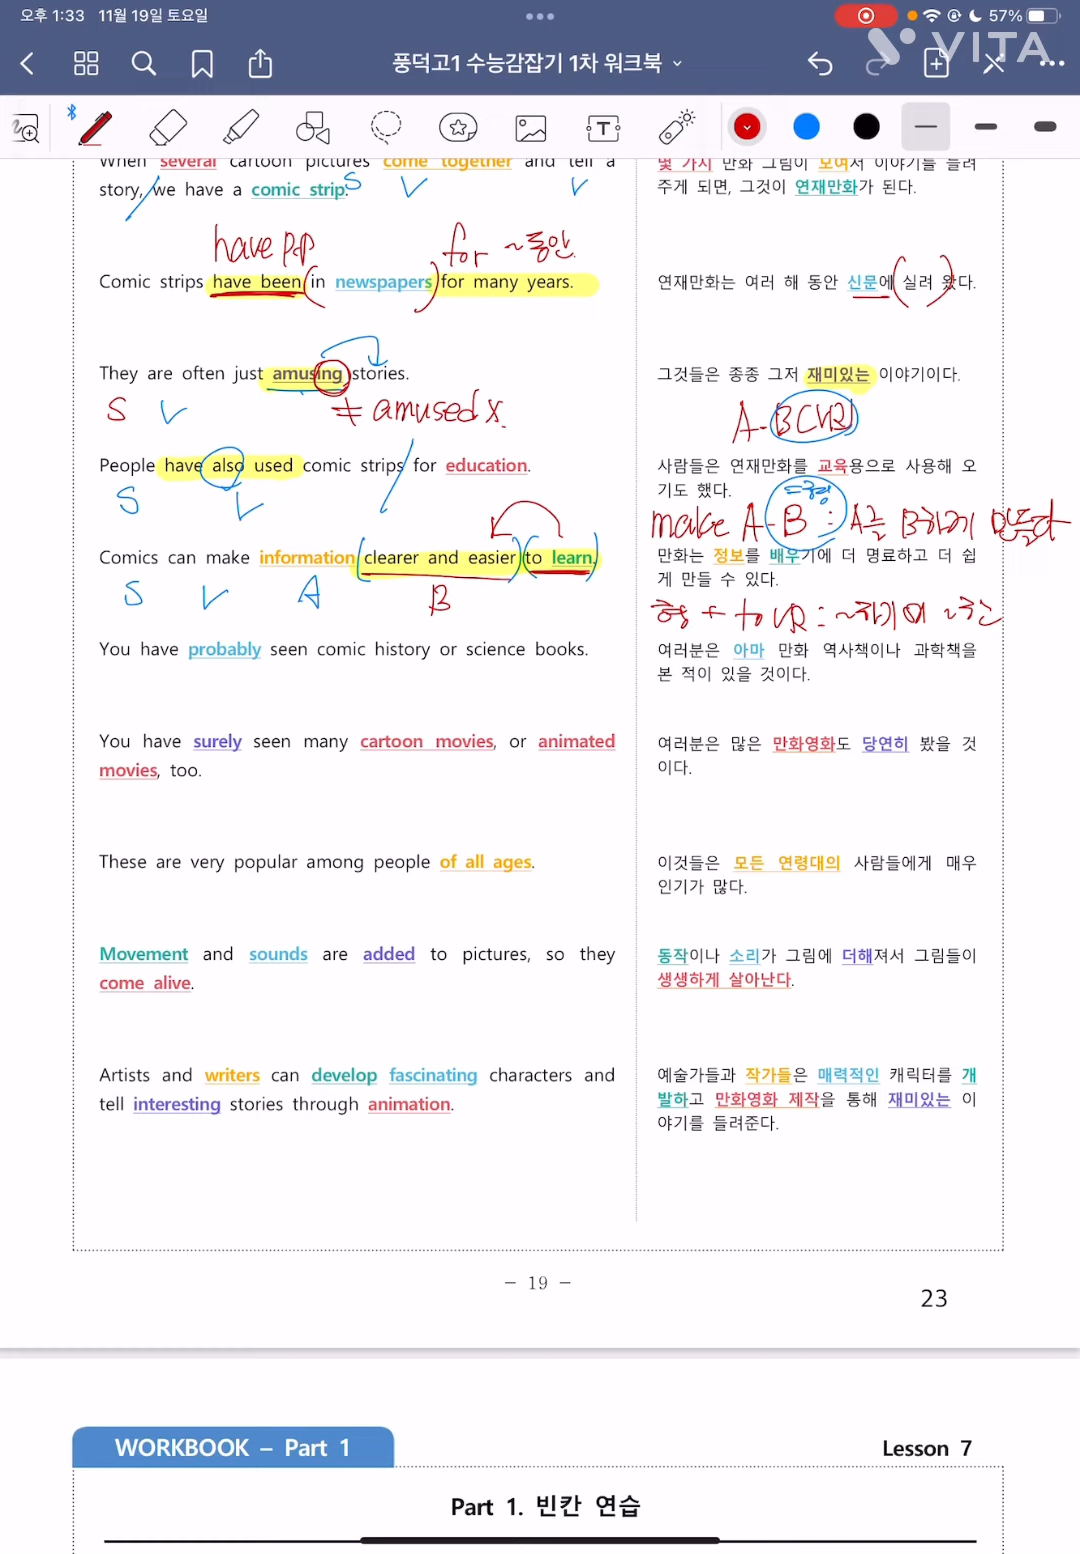 오후 1:33 11월 19일 토요일
57%
풍덕고1 수능감잡기 1차 워크북
VITA
When several cartoon pictures come together and tell a
story, we have a comic strip.
S V V
몇 가지 만화 그림이 모여서 이야기를 들려
주게 되면, 그것이 연재만화가 된다.
have p.p for ~동안
Comic strips have been in newspapers for many years.
연재만화는 여러 해 동안 신문에 실려 왔다.
They are often just amusing stories.
그것들은 종종 그저 재미있는 이야기이다.
S V ≠ amused X.
People have also used comic strips for education.
S V
사람들은 연재만화를 교육용으로 사용해 오
기도 했다.
make A - B : A를 B하게 만들다
Comics can make information clearer and easier to learn.
S V A B
만화는 정보를 배우기에 더 명료하고 더 쉽
게 만들 수 있다.
You have probably seen comic history or science books.
여러분은 아마 만화 역사책이나 과학책을
본 적이 있을 것이다.
You have surely seen many cartoon movies, or animated
movies, too.
여러분은 많은 만화영화도 당연히 봤을 것
이다.
These are very popular among people of all ages.
이것들은 모든 연령대의 사람들에게 매우
인기가 많다.
Movement and sounds are added to pictures, so they
come alive.
동작이나 소리가 그림에 더해져서 그림들이
생생하게 살아난다.
Artists and writers can develop fascinating characters and
tell interesting stories through animation.
예술가들과 작가들은 매력적인 캐릭터를 개
발하고 만화영화 제작을 통해 재미있는 이
야기를 들려준다.
- 19 -
23
WORKBOOK – Part 1
Lesson 7
Part 1. 빈칸 연습